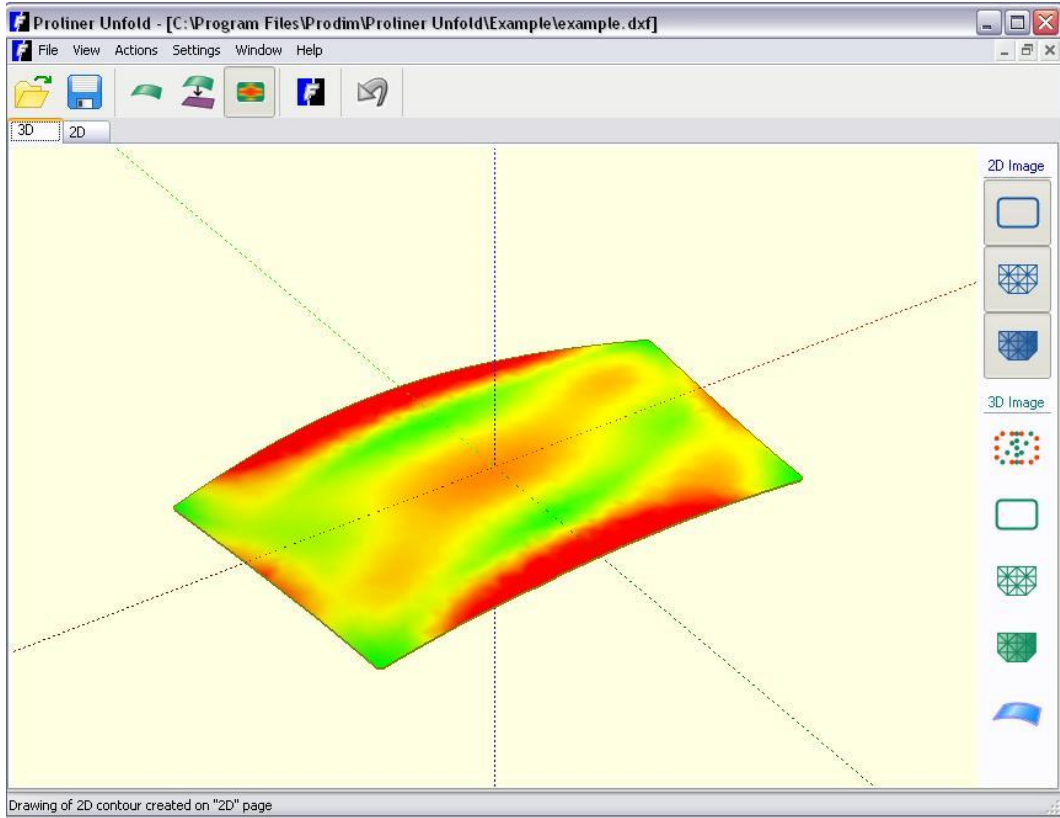 Proliner Unfold - [C:\Program Files\Prodim\Proliner Unfold\Example\example.dxf]
File View Actions Settings Window Help
3D 2D
2D Image
3D Image
Drawing of 2D contour created on "2D" page